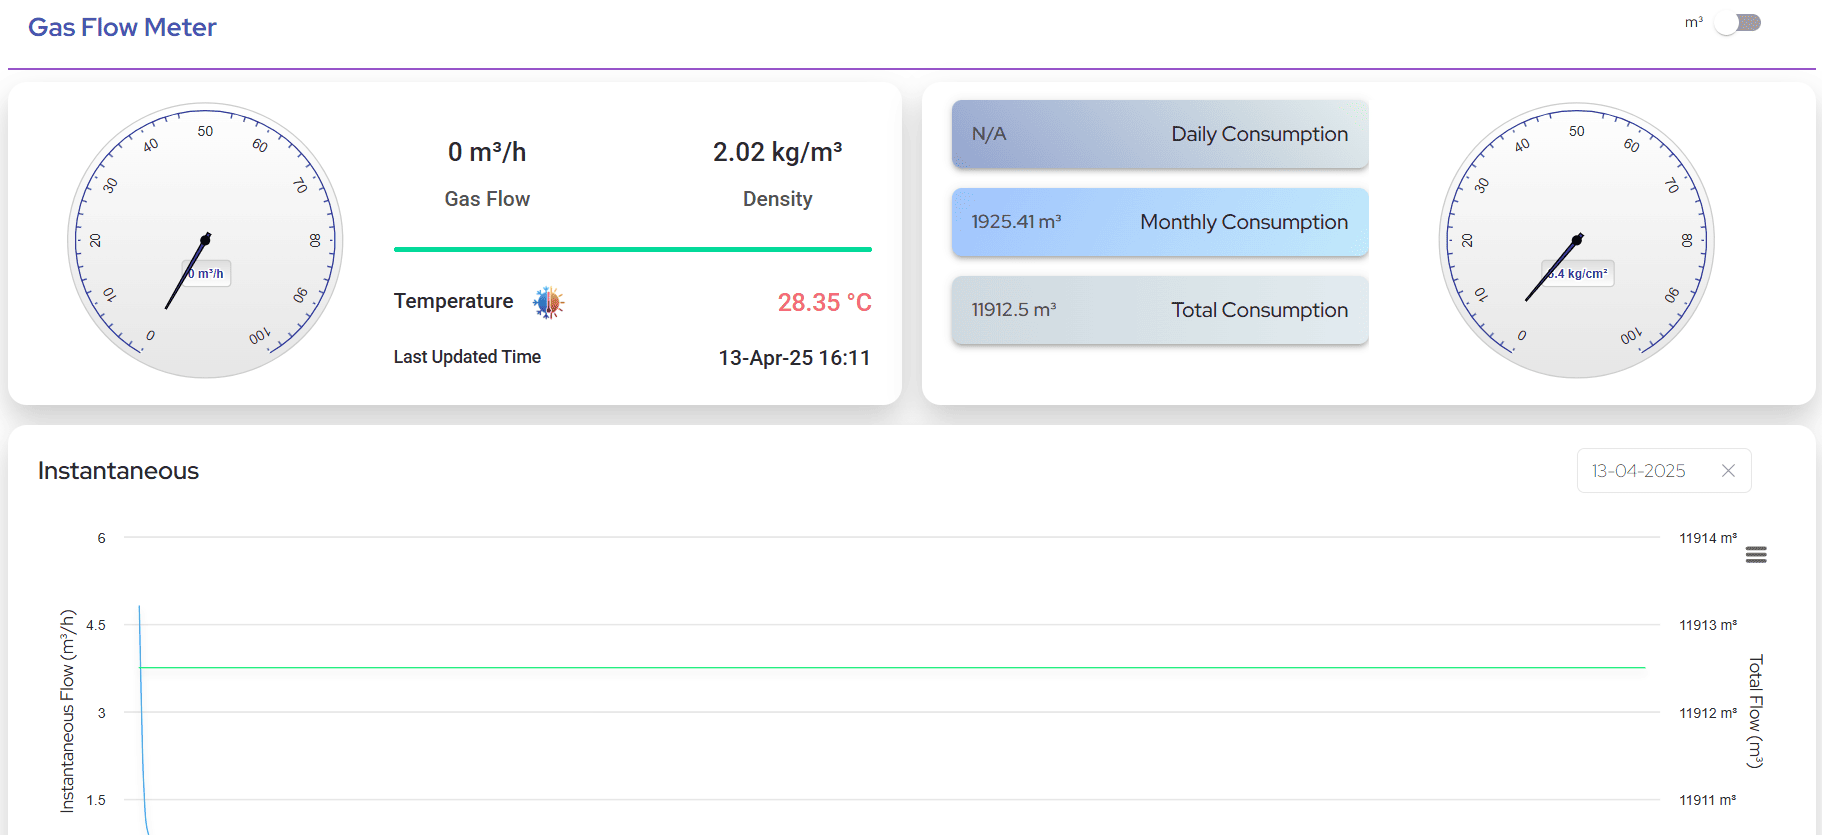 Gas Flow Meter
m³
0
10
20
30
40
50
60
70
80
90
100
0 m³/h
0 m³/h
Gas Flow
2.02 kg/m³
Density
Temperature
28.35 °C
Last Updated Time
13-Apr-25 16:11
N/A
Daily Consumption
1925.41 m³
Monthly Consumption
11912.5 m³
Total Consumption
0
10
20
30
40
50
60
70
80
90
100
.4 kg/cm²
Instantaneous
13-04-2025
6
4.5
3
1.5
Instantaneous Flow (m³/h)
11914 m³
11913 m³
11912 m³
11911 m³
Total Flow (m³)